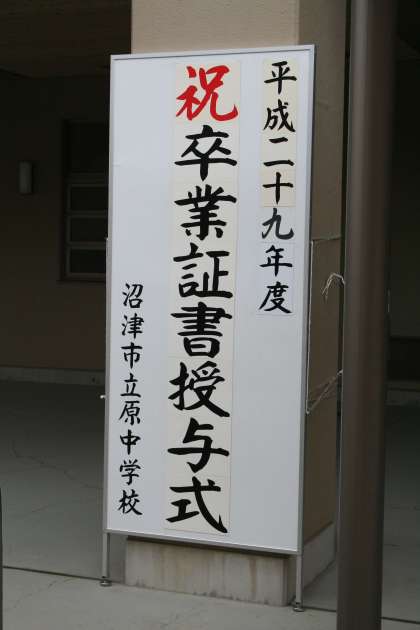 平成二十九年度
祝卒業証書授与式
沼津市立原中学校